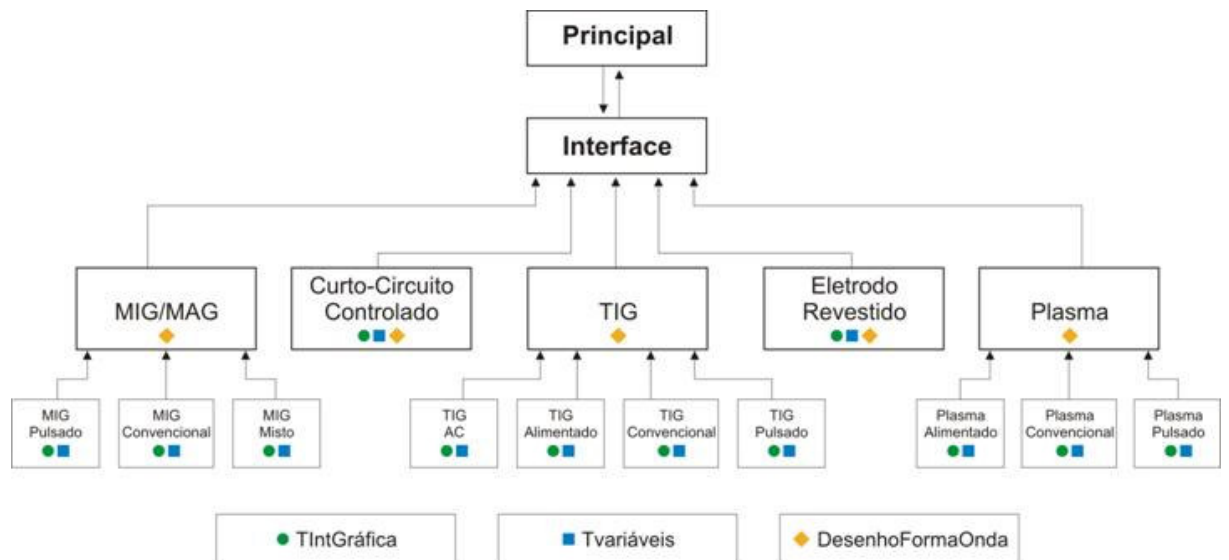 Principal
Interface
MIG/MAG
Curto-Circuito
Controlado
TIG
Eletrodo
Revestido
Plasma
MIG
Pulsado
MIG
Convencional
MIG
Misto
TIG
AC
TIG
Alimentado
TIG
Convencional
TIG
Pulsado
Plasma
Alimentado
Plasma
Convencional
Plasma
Pulsado
TIntGráfica
Tvariáveis
DesenhoFormaOnda